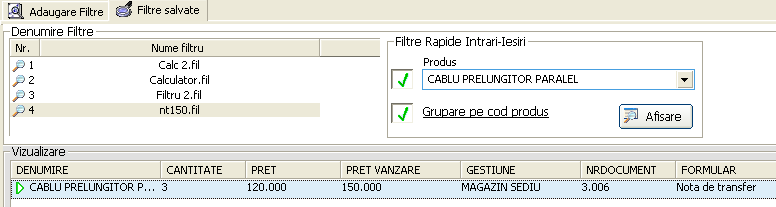 Adaugare Filtre Filtre salvate
Denumire Filtre
Nr. Nume filtru
1 Calc 2.fil
2 Calculator.fil
3 Filtru 2.fil
4 nt150.fil
Filtre Rapide Intrari-Iesiri
Produs
CABLU PRELUNGITOR PARALEL
Grupare pe cod produs
Afisare
Vizualizare
DENUMIRE CANTITATE PRET PRET VANZARE GESTIUNE NRDOCUMENT FORMULAR
CABLU PRELUNGITOR P... 3 120.000 150.000 MAGAZIN SEDIU 3.006 Nota de transfer